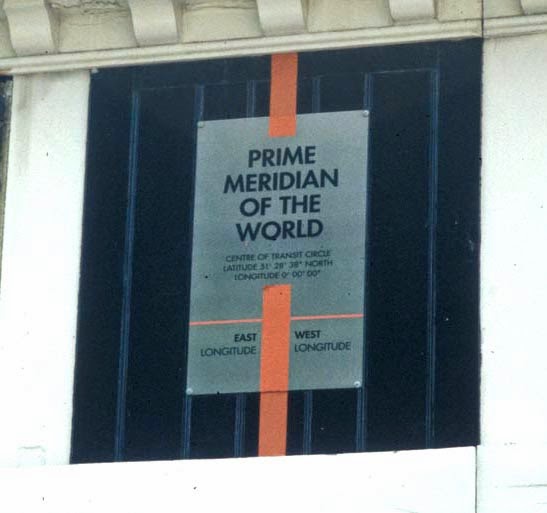 PRIME
MERIDIAN
OF THE
WORLD
CENTRE OF TRANSIT CIRCLE
LATITUDE 51° 28' 38" NORTH
LONGITUDE 0° 00' 00"
EAST
LONGITUDE
WEST
LONGITUDE